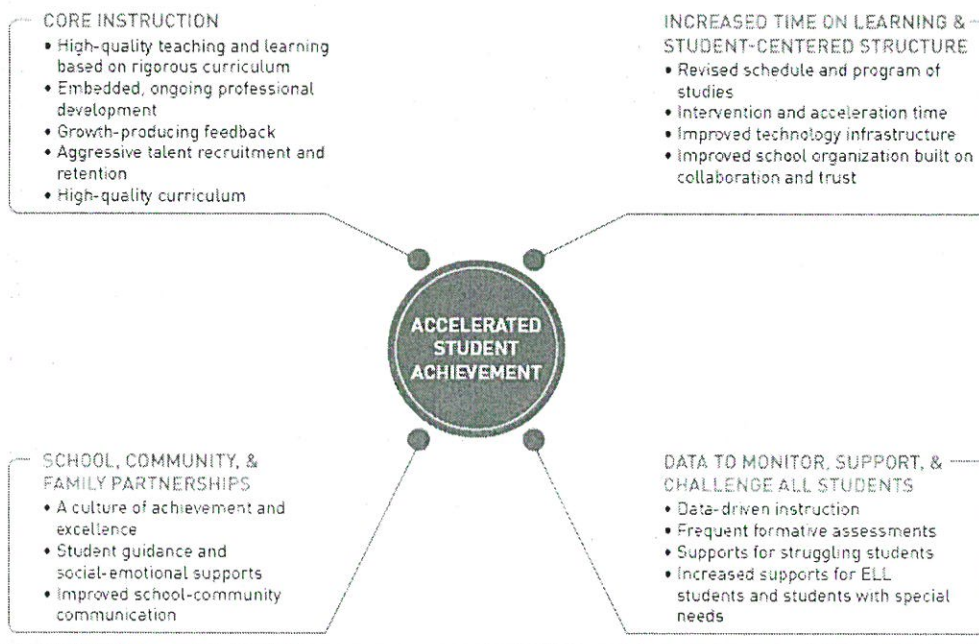 CORE INSTRUCTION
• High-quality teaching and learning
based on rigorous curriculum
• Embedded, ongoing professional
development
• Growth-producing feedback
• Aggressive talent recruitment and
retention
• High-quality curriculum
INCREASED TIME ON LEARNING &
STUDENT-CENTERED STRUCTURE
• Revised schedule and program of
studies
• Intervention and acceleration time
• Improved technology infrastructure
• Improved school organization built on
collaboration and trust
ACCELERATED
STUDENT
ACHIEVEMENT
SCHOOL, COMMUNITY, &
FAMILY PARTNERSHIPS
• A culture of achievement and
excellence
• Student guidance and
social-emotional supports
• Improved school-community
communication
DATA TO MONITOR, SUPPORT, &
CHALLENGE ALL STUDENTS
• Data-driven instruction
• Frequent formative assessments
• Supports for struggling students
• Increased supports for ELL
students and students with special
needs